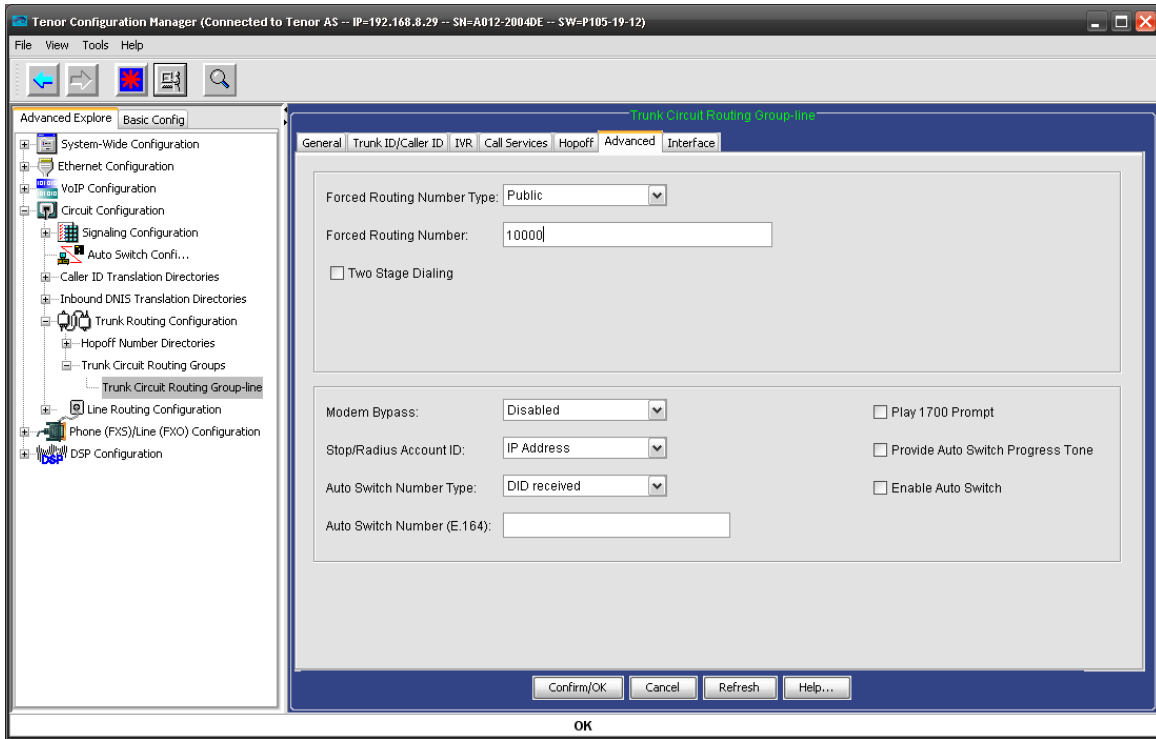 Tenor Configuration Manager (Connected to Tenor AS -- IP=192.168.8.29 -- SN=A012-2004DE -- SW=P105-19-12)
File View Tools Help
Advanced Explore Basic Config
System-Wide Configuration
Ethernet Configuration
VoIP Configuration
Circuit Configuration
Signaling Configuration
Auto Switch Confi...
Caller ID Translation Directories
Inbound DNIS Translation Directories
Trunk Routing Configuration
Hopoff Number Directories
Trunk Circuit Routing Groups
Trunk Circuit Routing Group-line
Line Routing Configuration
Phone (FXS)/Line (FXO) Configuration
DSP DSP Configuration
Trunk Circuit Routing Group-line
General Trunk ID/Caller ID IVR Call Services Hopoff Advanced Interface
Forced Routing Number Type: Public
Forced Routing Number: 10000
Two Stage Dialing
Modem Bypass: Disabled Play 1700 Prompt
Stop/Radius Account ID: IP Address Provide Auto Switch Progress Tone
Auto Switch Number Type: DID received Enable Auto Switch
Auto Switch Number (E.164):
Confirm/OK Cancel Refresh Help...
OK